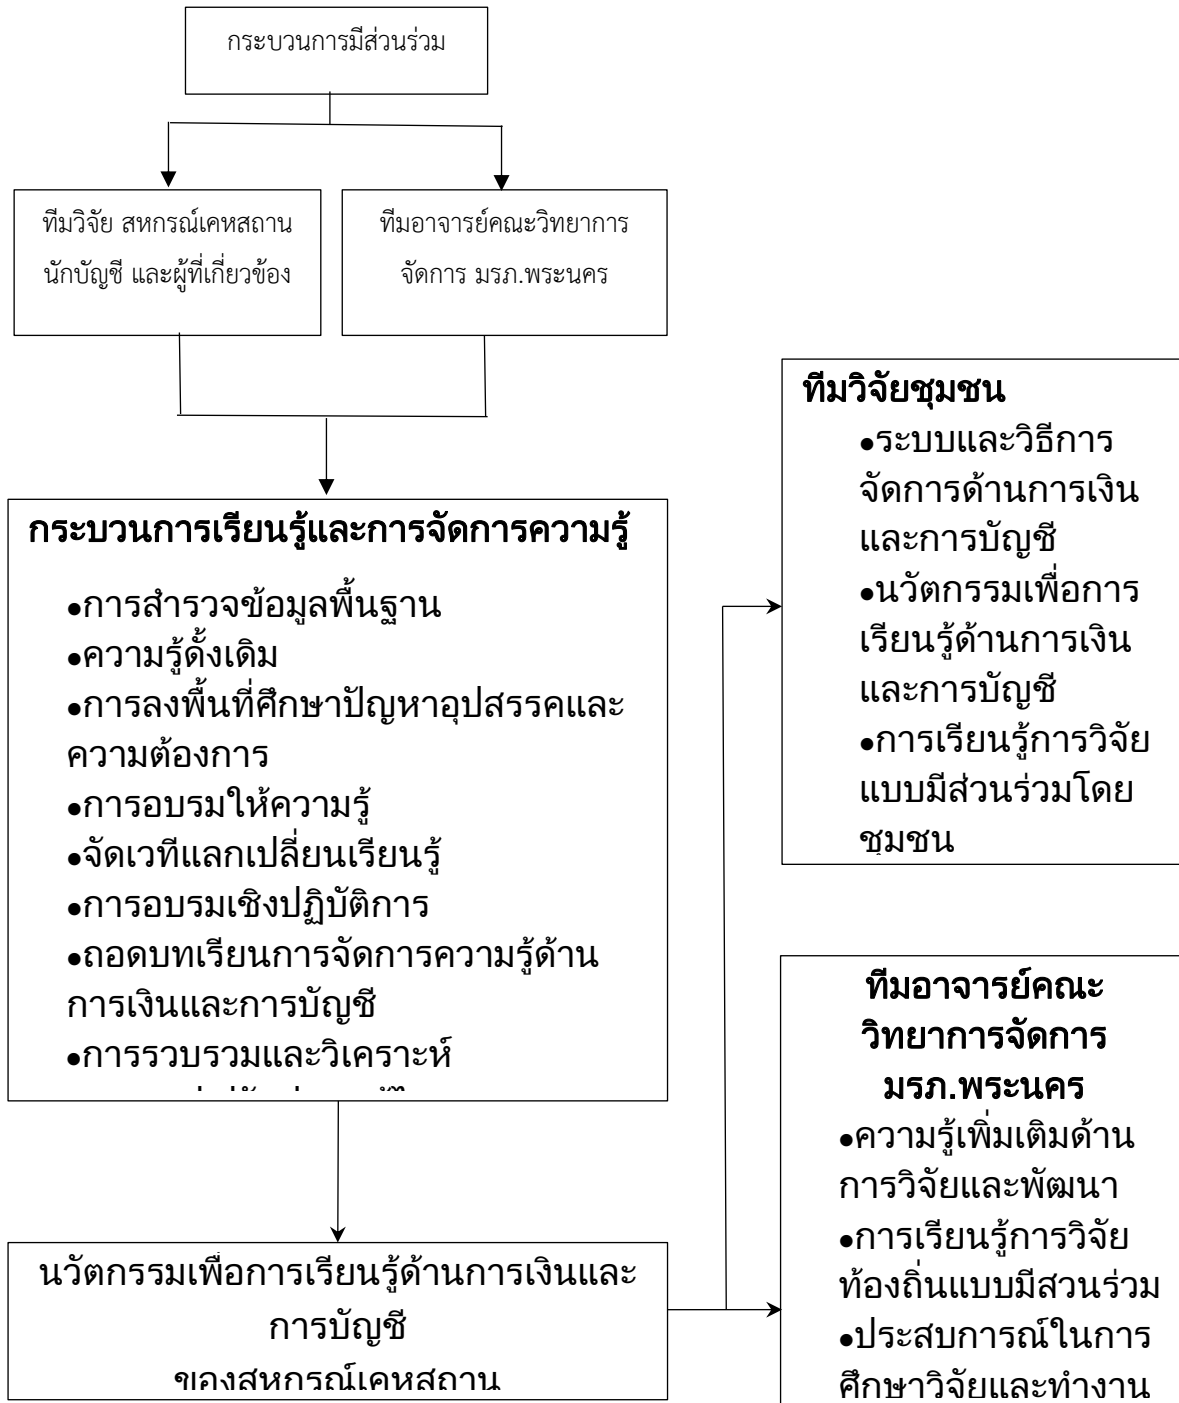 กระบวนการมีส่วนร่วม
ทีมวิจัย สหกรณ์เคหสถาน
นักบัญชี และผู้ที่เกี่ยวข้อง
ทีมอาจารย์คณะวิทยาการ
จัดการ มรภ.พระนคร
กระบวนการเรียนรู้และการจัดการความรู้
●การสำรวจข้อมูลพื้นฐาน
●ความรู้ดั้งเดิม
●การลงพื้นที่ศึกษาปัญหาอุปสรรคและ
ความต้องการ
●การอบรมให้ความรู้
●จัดเวทีแลกเปลี่ยนเรียนรู้
●การอบรมเชิงปฏิบัติการ
●ถอดบทเรียนการจัดการความรู้ด้าน
การเงินและการบัญชี
●การรวบรวมและวิเคราะห์
นวัตกรรมเพื่อการเรียนรู้ด้านการเงินและ
การบัญชี
ของสหกรณ์เคหสถาน
ทีมวิจัยชุมชน
●ระบบและวิธีการ
จัดการด้านการเงิน
และการบัญชี
●นวัตกรรมเพื่อการ
เรียนรู้ด้านการเงิน
และการบัญชี
●การเรียนรู้การวิจัย
แบบมีส่วนร่วมโดย
ชุมชน
ทีมอาจารย์คณะ
วิทยาการจัดการ
มรภ.พระนคร
●ความรู้เพิ่มเติมด้าน
การวิจัยและพัฒนา
●การเรียนรู้การวิจัย
ท้องถิ่นแบบมีสวนร่วม
●ประสบการณ์ในการ
ศึกษาวิจัยและทำงาน